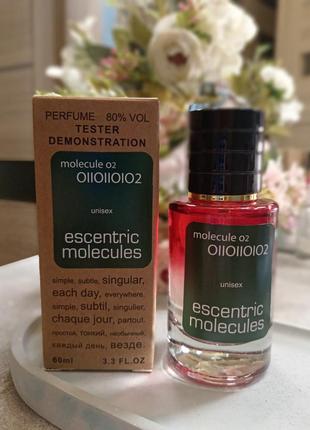 PERFUME 80% VOL
TESTER
DEMONSTRATION
molecule 02
0110110102
unisex
escentric
molecules
simple, subtle, singular,
each day, everywhere.
simple, subtil, singulier,
chaque jour, partout.
простой, тонкий, необычный,
каждый день, везде.
60ml 3.3 FL.OZ
molecule 02
0110110102
unisex
escentric
molecules